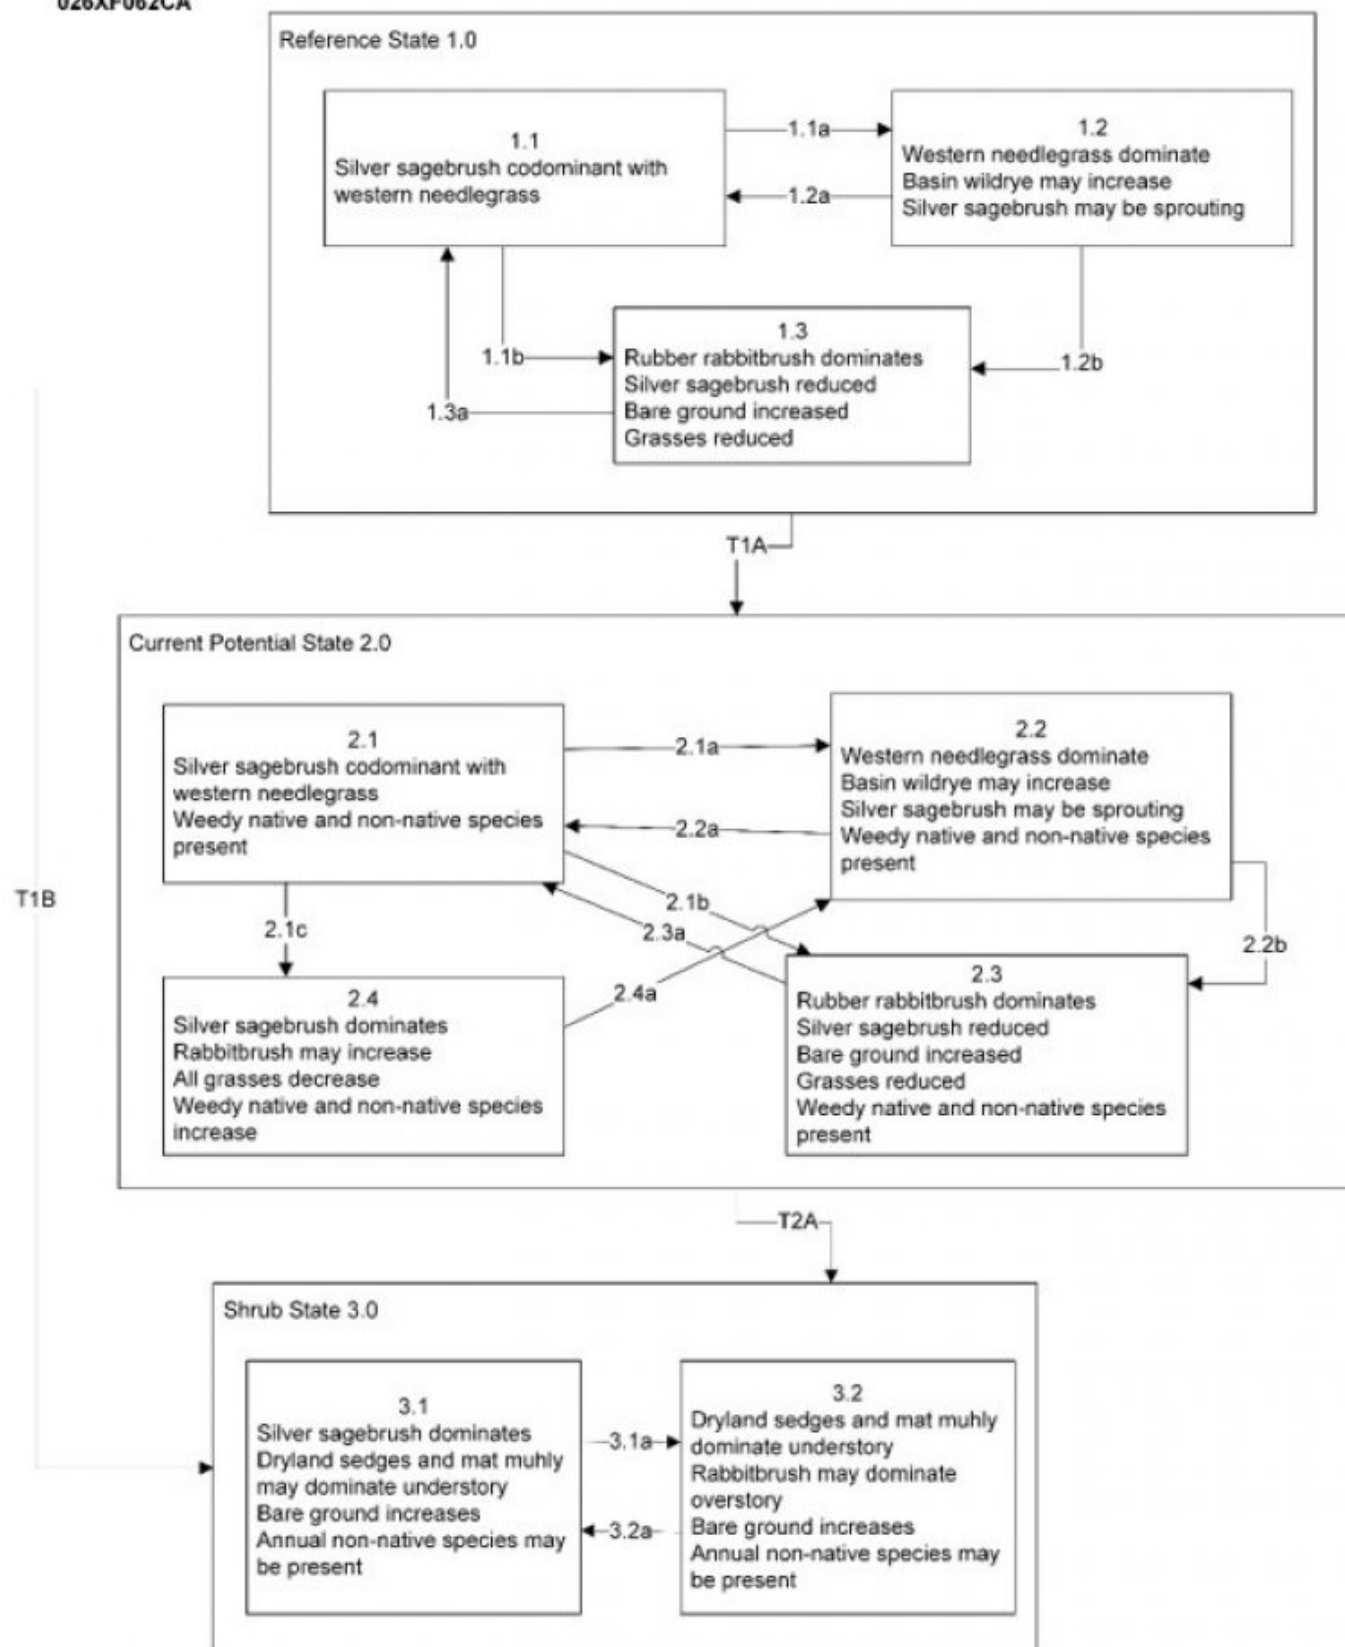 026XF062CA
Reference State 1.0
1.1
Silver sagebrush codominant with
western needlegrass
1.1a
1.2a
1.2
Western needlegrass dominate
Basin wildrye may increase
Silver sagebrush may be sprouting
1.1b
1.3a
1.3
Rubber rabbitbrush dominates
Silver sagebrush reduced
Bare ground increased
Grasses reduced
1.2b
T1A
T1B
Current Potential State 2.0
2.1
Silver sagebrush codominant with
western needlegrass
Weedy native and non-native species
present
2.1a
2.2a
2.2
Western needlegrass dominate
Basin wildrye may increase
Silver sagebrush may be sprouting
Weedy native and non-native species
present
2.1b
2.3a
2.1c
2.4a
2.2b
2.4
Silver sagebrush dominates
Rabbitbrush may increase
All grasses decrease
Weedy native and non-native species
increase
2.3
Rubber rabbitbrush dominates
Silver sagebrush reduced
Bare ground increased
Grasses reduced
Weedy native and non-native species
present
T2A
Shrub State 3.0
3.1
Silver sagebrush dominates
Dryland sedges and mat muhly
may dominate understory
Bare ground increases
Annual non-native species may
be present
3.1a
3.2a
3.2
Dryland sedges and mat muhly
dominate understory
Rabbitbrush may dominate
overstory
Bare ground increases
Annual non-native species may
be present